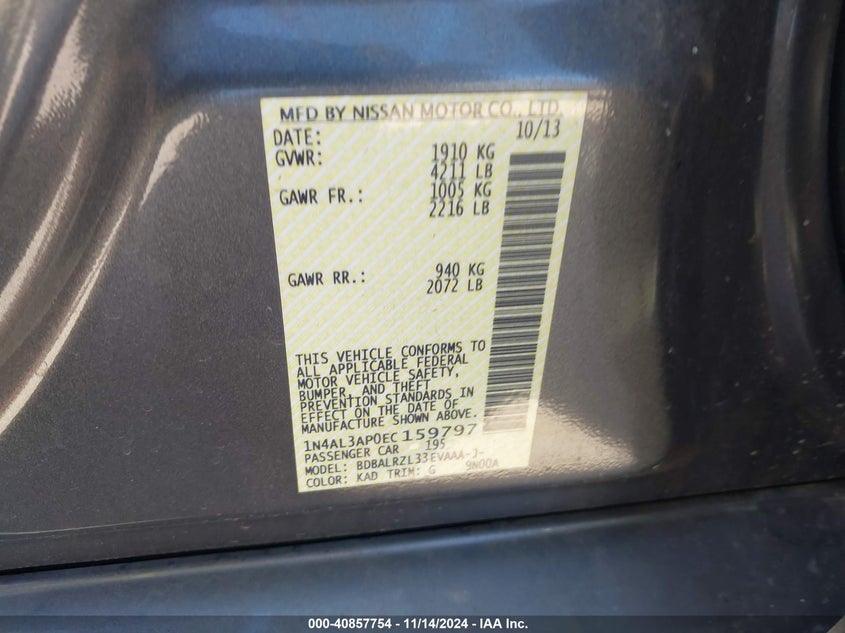 MFD BY NISSAN MOTOR CO., LTD.
DATE: 10/13
GVWR: 1910 KG
4211 LB
GAWR FR.: 1005 KG
2216 LB
GAWR RR.: 940 KG
2072 LB
THIS VEHICLE CONFORMS TO
ALL APPLICABLE FEDERAL
MOTOR VEHICLE SAFETY,
BUMPER, AND THEFT
PREVENTION STANDARDS IN
EFFECT ON THE DATE OF
MANUFACTURE SHOWN ABOVE.
1N4AL3AP0EC159797
PASSENGER CAR 195
MODEL: BDBALRZL33EVAAA-J-
COLOR: KAD TRIM: G 9N00A
000-40857754 - 11/14/2024 - IAA Inc.